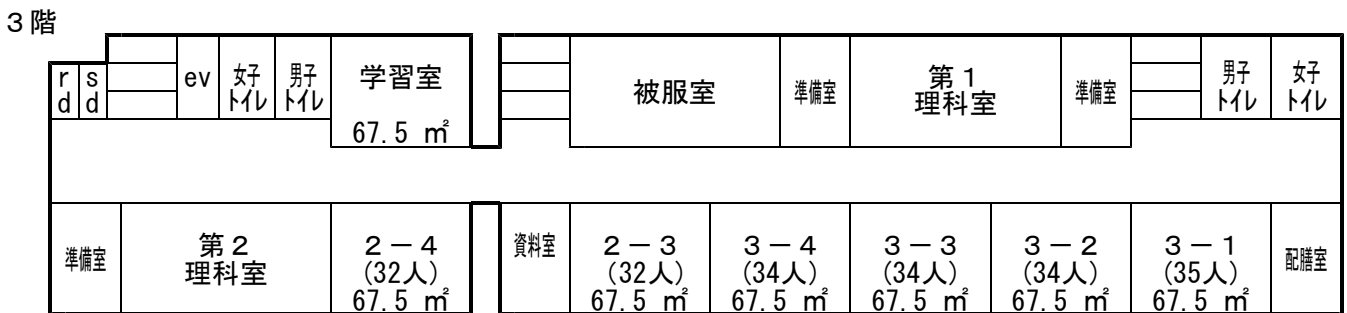 3階
rd
sd
ev
女子
トイレ
男子
トイレ
学習室
67.5 ㎡
被服室
準備室
第1
理科室
準備室
男子
トイレ
女子
トイレ
準備室
第2
理科室
2-4
(32人)
67.5 ㎡
資料室
2-3
(32人)
67.5 ㎡
3-4
(34人)
67.5 ㎡
3-3
(34人)
67.5 ㎡
3-2
(34人)
67.5 ㎡
3-1
(35人)
67.5 ㎡
配膳室